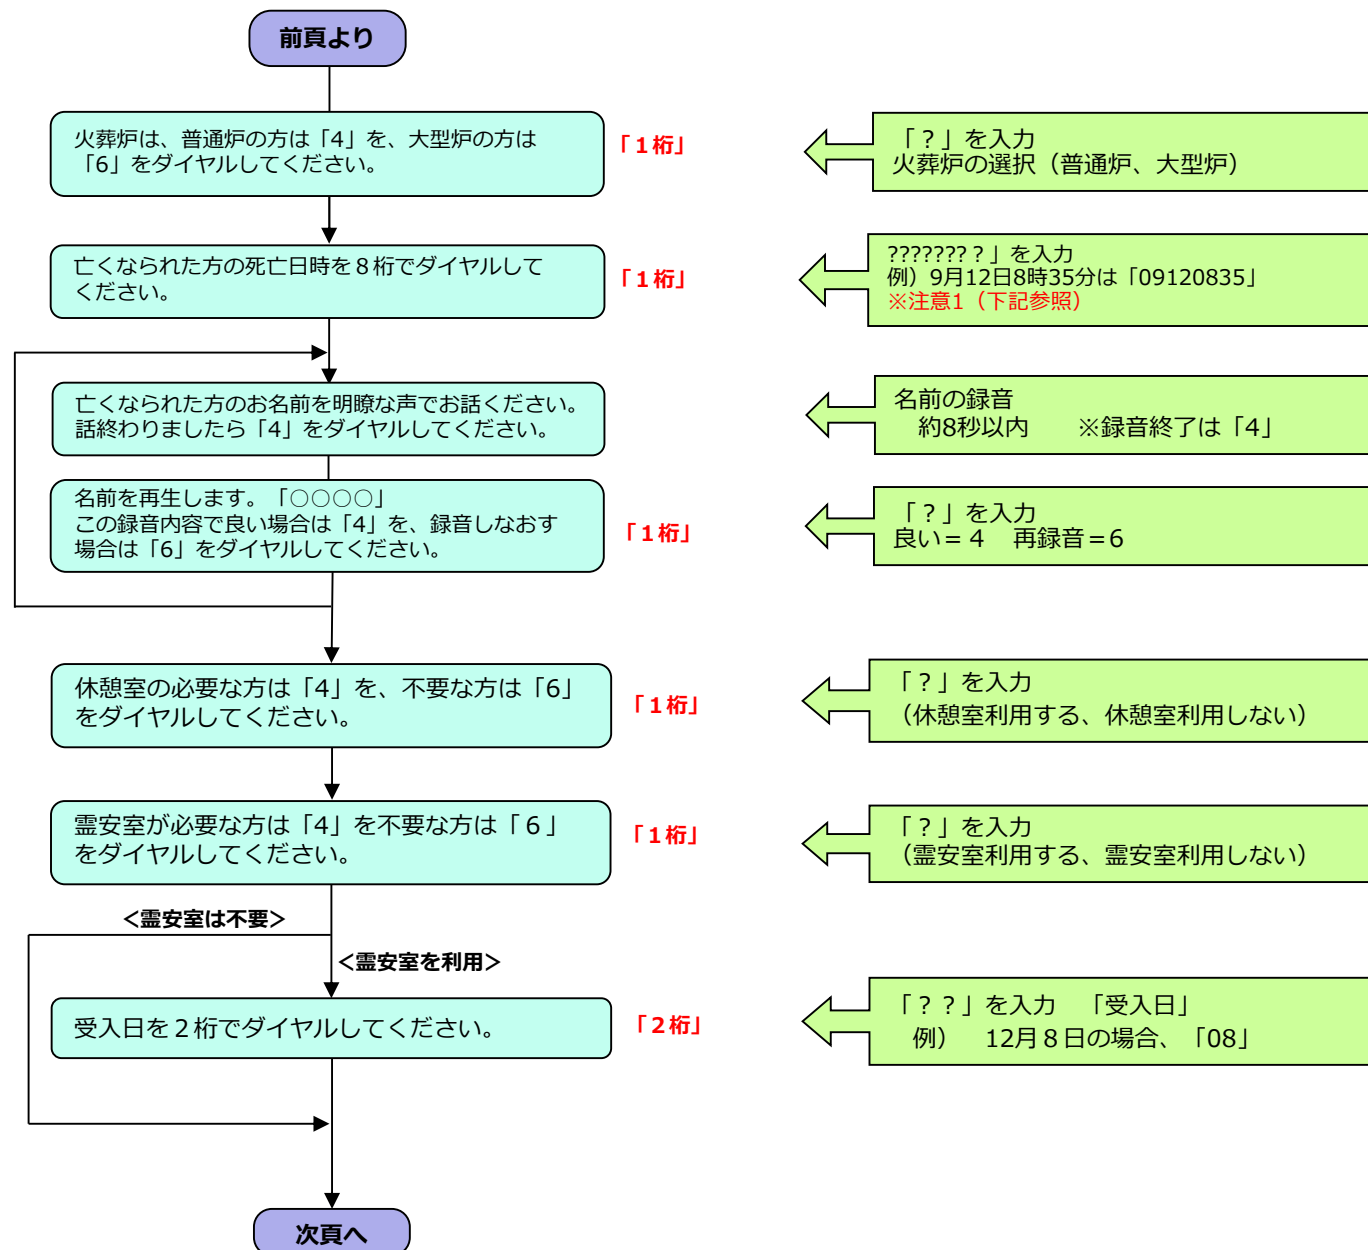 前頁より
火葬炉は、普通炉の方は「4」を、大型炉の方は
「6」をダイヤルしてください。
「1桁」
「？」を入力
火葬炉の選択（普通炉、大型炉）
亡くなられた方の死亡日時を８桁でダイヤルして
ください。
「1桁」
???????？」を入力
例）9月12日8時35分は「09120835」
※注意1（下記参照）
亡くなられた方のお名前を明瞭な声でお話ください。
話終わりましたら「4」をダイヤルしてください。
名前の録音
約8秒以内　　※録音終了は「4」
名前を再生します。「○○○○」
この録音内容で良い場合は「4」を、録音しなおす
場合は「6」をダイヤルしてください。
「1桁」
「？」を入力
良い＝４　再録音＝6
休憩室の必要な方は「4」を、不要な方は「6」
をダイヤルしてください。
「1桁」
「？」を入力
（休憩室利用する、休憩室利用しない）
霊安室が必要な方は「4」を不要な方は「６」
をダイヤルしてください。
「1桁」
「？」を入力
（霊安室利用する、霊安室利用しない）
＜霊安室は不要＞
＜霊安室を利用＞
受入日を２桁でダイヤルしてください。
「2桁」
「？？」を入力　「受入日」
例）　12月８日の場合、「08」
次頁へ